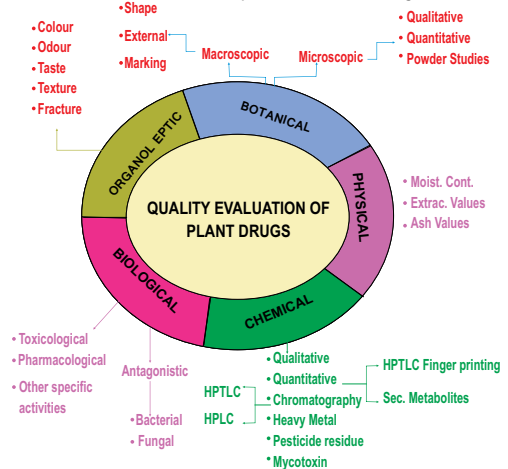 • Shape
• External
• Marking
Macroscopic
Microscopic
• Qualitative
• Quantitative
• Powder Studies
• Colour
• Odour
• Taste
• Texture
• Fracture
ORGANOL EPTIC
BOTANICAL
PHYSICAL
CHEMICAL
BIOLOGICAL
QUALITY EVALUATION OF
PLANT DRUGS
• Moist. Cont.
• Extrac. Values
• Ash Values
• Toxicological
• Pharmacological
• Other specific
activities
Antagonistic
• Bacterial
• Fungal
• Qualitative
• Quantitative
• Chromatography
• Heavy Metal
• Pesticide residue
• Mycotoxin
HPTLC
HPLC
HPTLC Finger printing
Sec. Metabolites